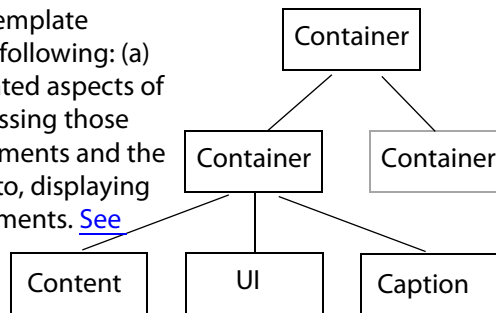 emplate
following: (a)
ted aspects of
ssing those
ments and the
to, displaying
ments. See
Container
Container
Container
Content
UI
Caption